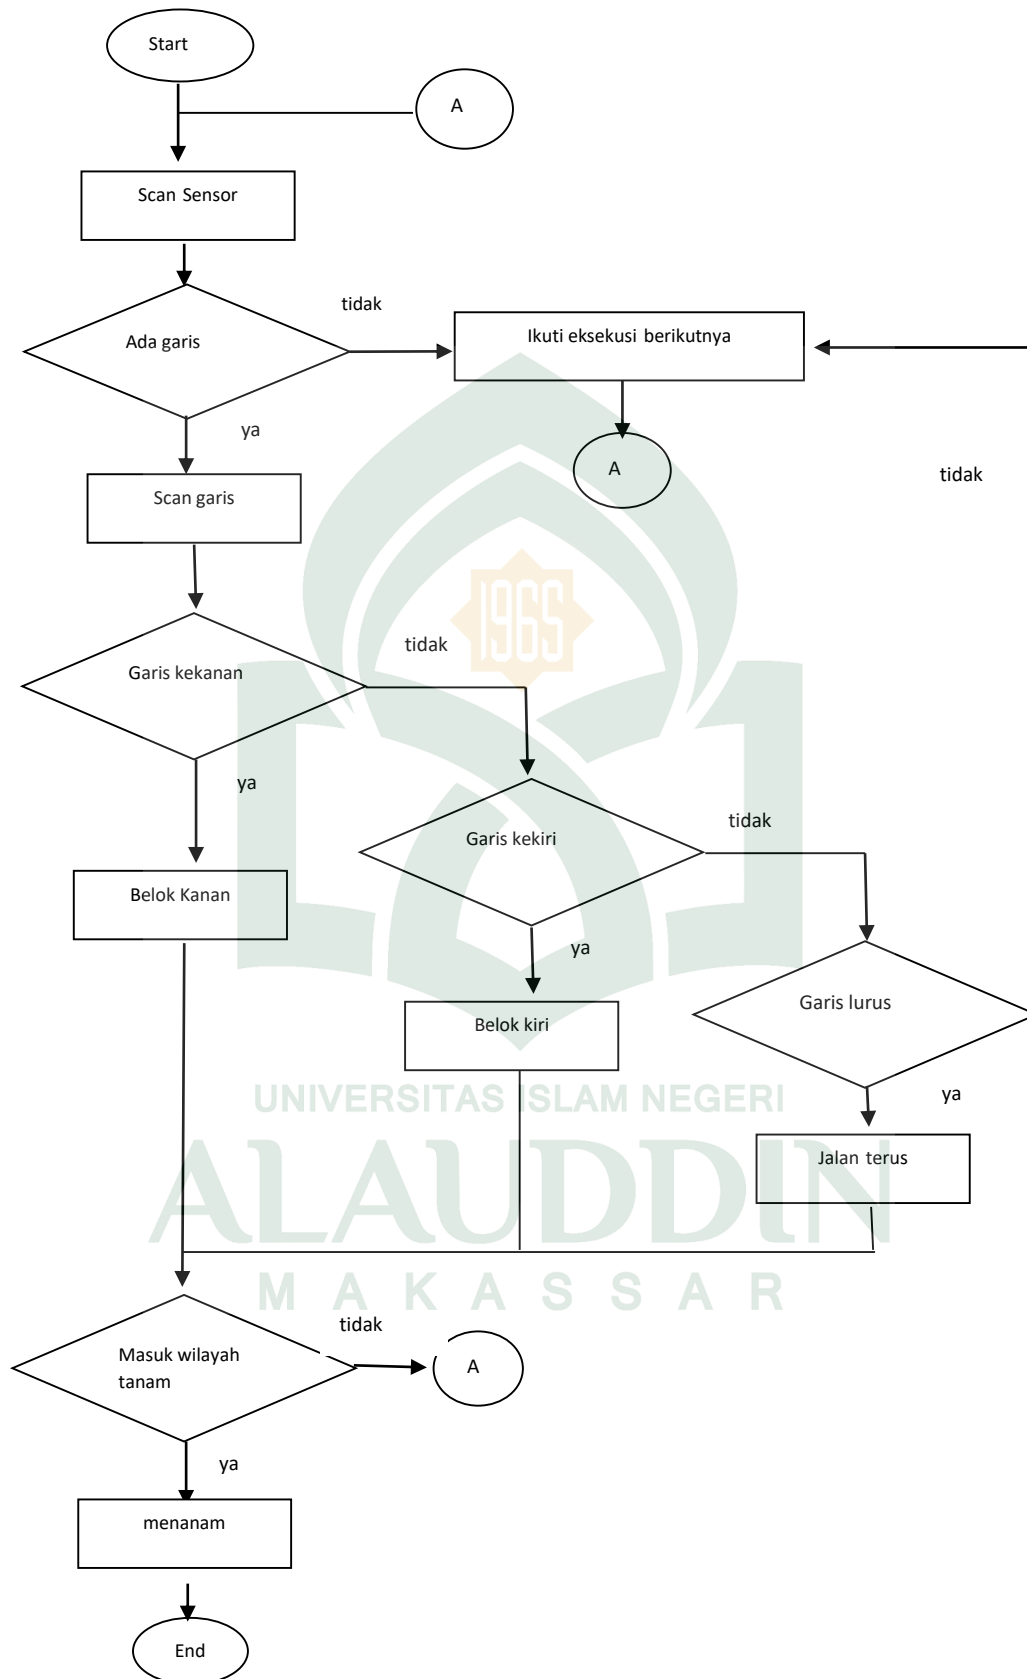 Start
A
Scan Sensor
tidak
Ada garis
Ikuti eksekusi berikutnya
ya
A
tidak
Scan garis
1965
tidak
Garis kekanan
ya
tidak
Garis kekiri
Belok Kanan
ya
Garis lurus
Belok kiri
UNIVERSITAS ISLAM NEGERI
ya
Jalan terus
ALAUDDIN
MAKASSAR
tidak
Masuk wilayah
tanam
A
ya
menanam
End